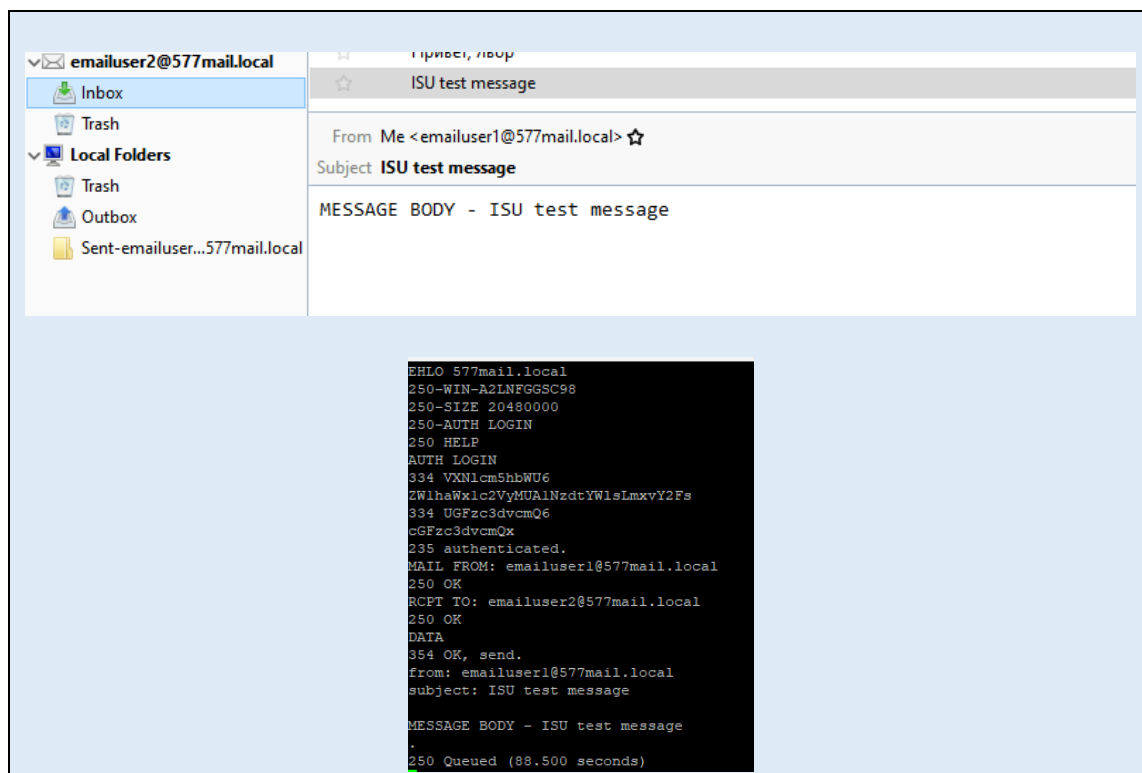 emailuser2@577mail.local
Inbox
Trash
Local Folders
Trash
Outbox
Sent-emailuser...577mail.local
Привет,
ISU test message
From Me <emailuser1@577mail.local>
Subject ISU test message
MESSAGE BODY - ISU test message
EHLO 577mail.local
250-WIN-A2LNFGGSC98
250-SIZE 20480000
250-AUTH LOGIN
250 HELP
AUTH LOGIN
334 VXNlcm5hbWU6
ZW1haWx1c2VyMUA1NzdtYWlsLmxvY2Fs
334 UGFzc3dvcmQ6
cGFzc3dvcmQx
235 authenticated.
MAIL FROM: emailuser1@577mail.local
250 OK
RCPT TO: emailuser2@577mail.local
250 OK
DATA
354 OK, send.
from: emailuser1@577mail.local
subject: ISU test message
MESSAGE BODY - ISU test message
.
250 Queued (88.500 seconds)